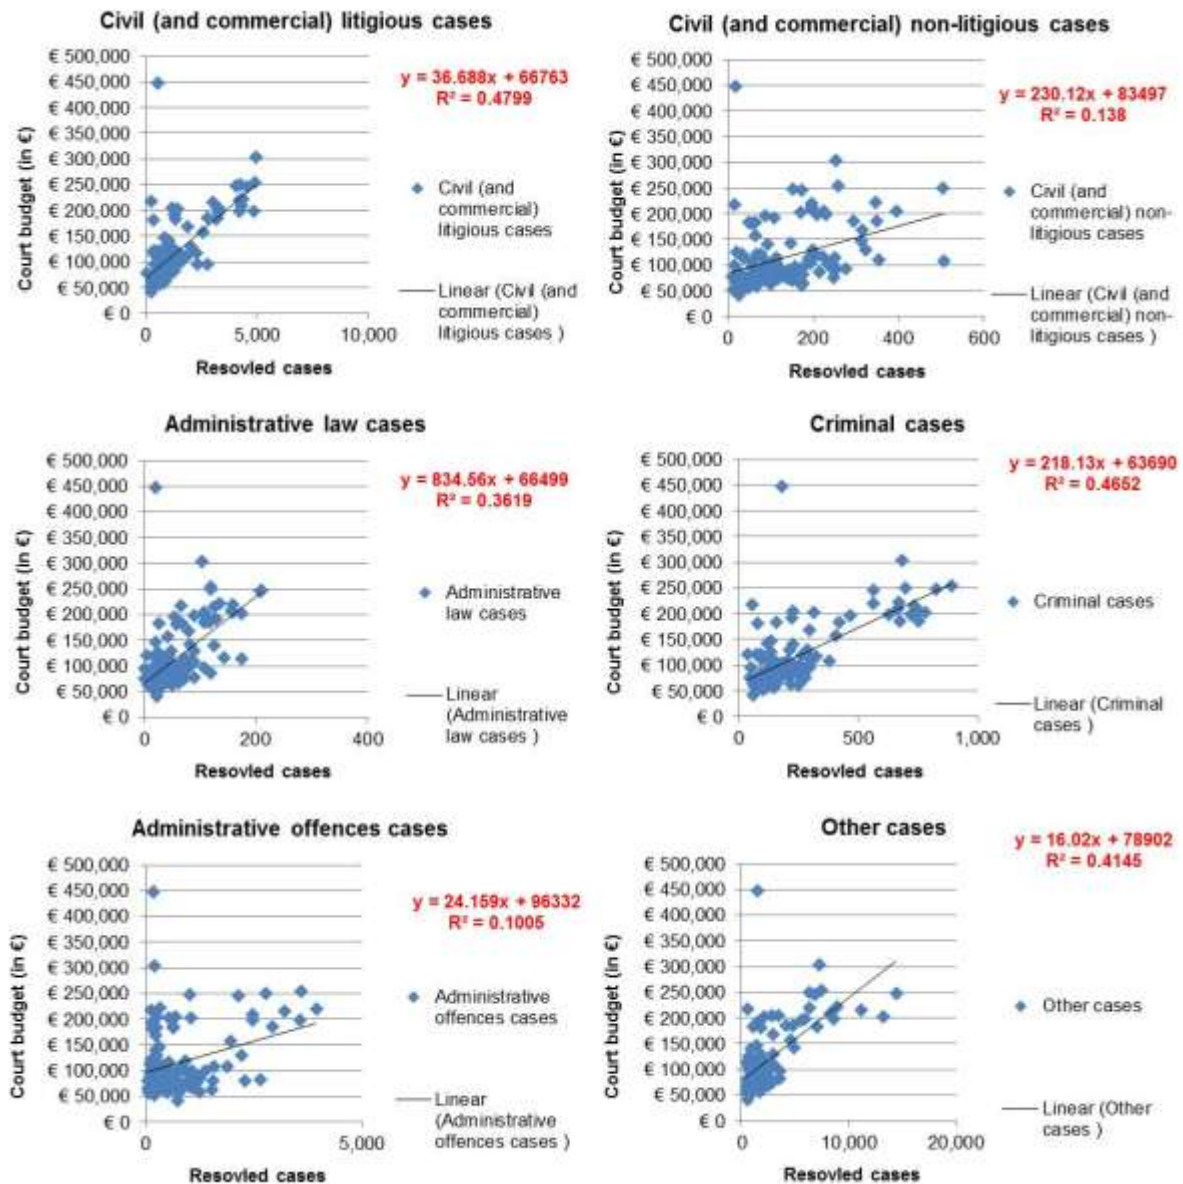 Civil (and commercial) litigious cases
€ 500,000
€ 450,000
€ 400,000
€ 350,000
€ 300,000
€ 250,000
€ 200,000
€ 150,000
€ 100,000
€ 50,000
€ 0
Court budget (in €)
0
5,000
10,000
Resovled cases
y = 36.688x + 66763
R² = 0.4799
Civil (and
commercial)
litigious cases
Linear (Civil (and
commercial)
litigious cases )
Civil (and commercial) non-litigious cases
€ 500,000
€ 450,000
€ 400,000
€ 350,000
€ 300,000
€ 250,000
€ 200,000
€ 150,000
€ 100,000
€ 50,000
€ 0
Court budget (in €)
0
200
400
600
Resovled cases
y = 230.12x + 83497
R² = 0.138
Civil (and
commercial) non-
litigious cases
Linear (Civil (and
commercial) non-
litigious cases )
Administrative law cases
€ 500,000
€ 450,000
€ 400,000
€ 350,000
€ 300,000
€ 250,000
€ 200,000
€ 150,000
€ 100,000
€ 50,000
€ 0
Court budget (in €)
0
200
400
Resovled cases
y = 834.56x + 66499
R² = 0.3619
Administrative
law cases
Linear
(Administrative
law cases )
Criminal cases
€ 500,000
€ 450,000
€ 400,000
€ 350,000
€ 300,000
€ 250,000
€ 200,000
€ 150,000
€ 100,000
€ 50,000
€ 0
Court budget (in €)
0
500
1,000
Resovled cases
y = 218.13x + 63690
R² = 0.4652
Criminal cases
Linear (Criminal
cases )
Administrative offences cases
€ 500,000
€ 450,000
€ 400,000
€ 350,000
€ 300,000
€ 250,000
€ 200,000
€ 150,000
€ 100,000
€ 50,000
€ 0
Court budget (in €)
0
5,000
Resovled cases
y = 24.159x + 96332
R² = 0.1005
Administrative
offences cases
Linear
(Administrative
offences cases )
Other cases
€ 500,000
€ 450,000
€ 400,000
€ 350,000
€ 300,000
€ 250,000
€ 200,000
€ 150,000
€ 100,000
€ 50,000
€ 0
Court budget (in €)
0
10,000
20,000
Resovled cases
y = 16.02x + 78902
R² = 0.4145
Other cases
Linear (Other
cases )